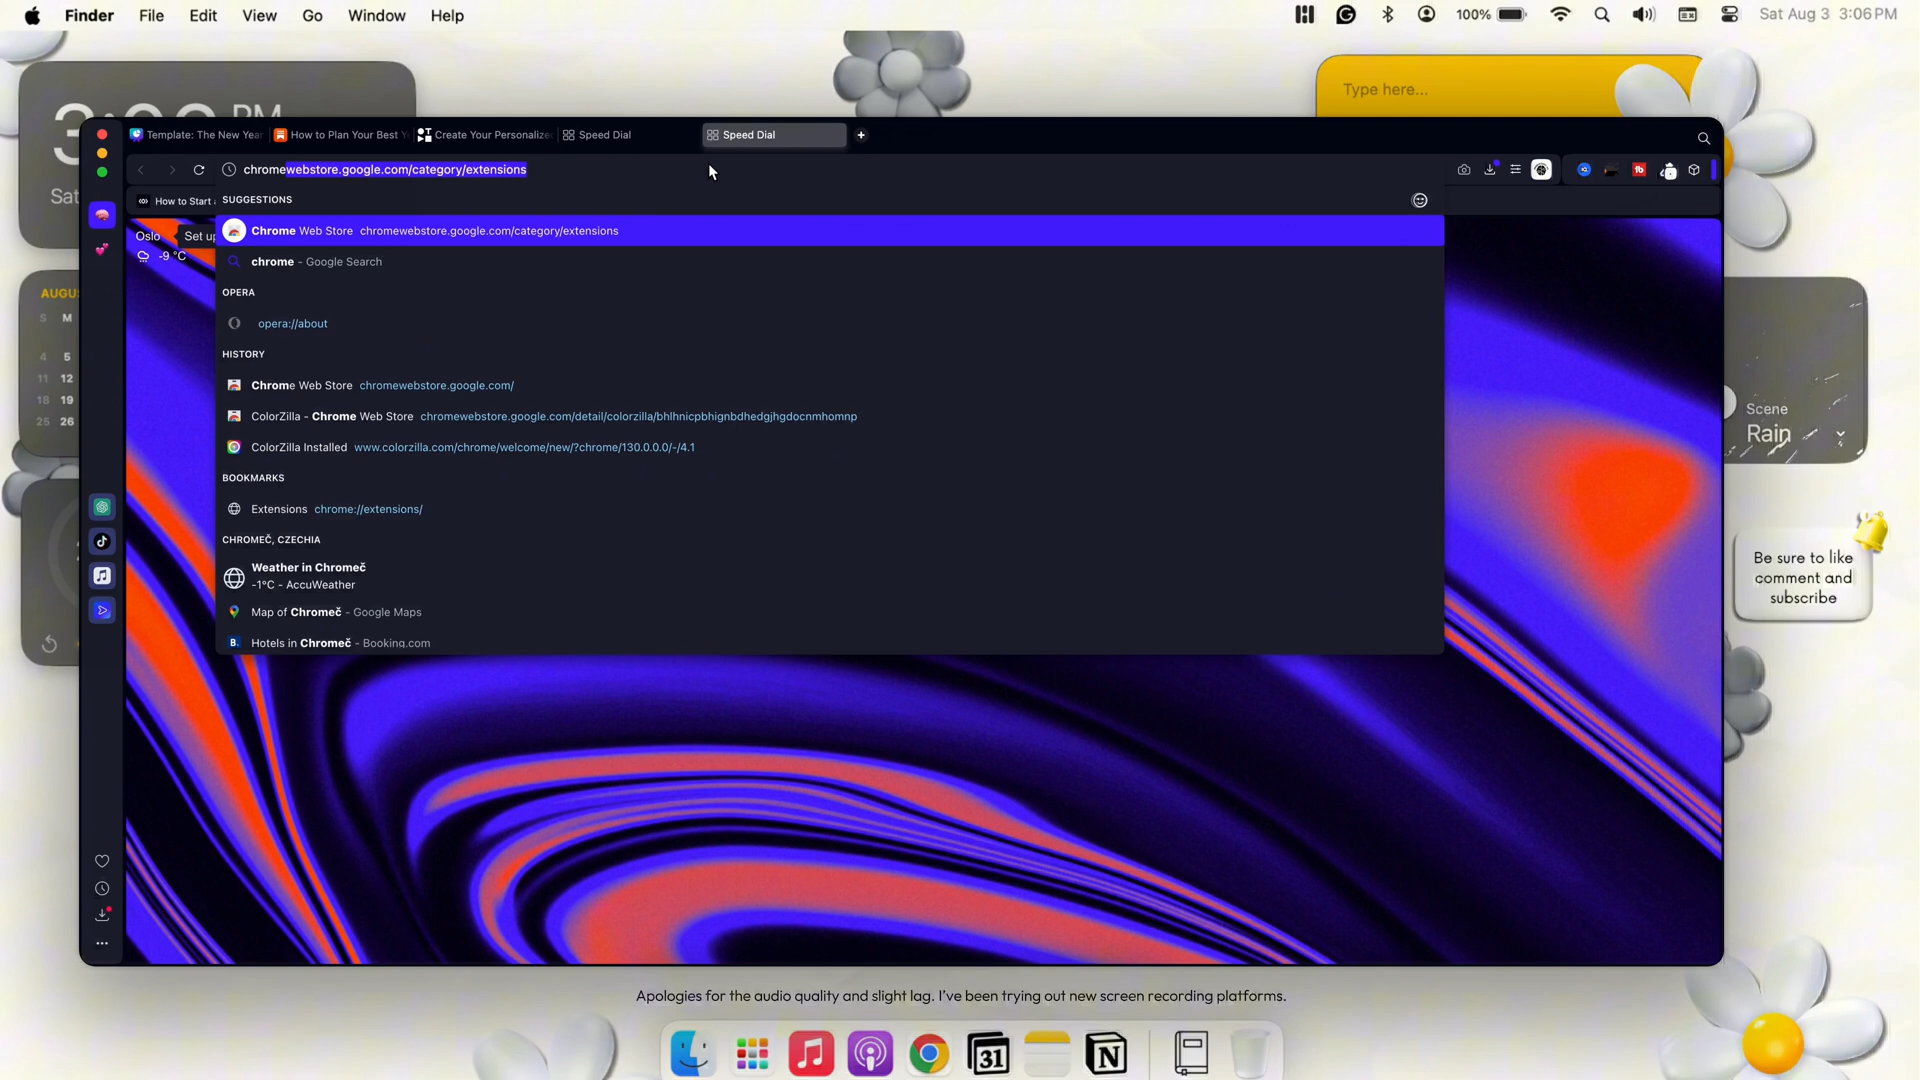 Finder File Edit View Go Window Help
100% Sat Aug 3 3:06 PM
Type here...
PM
Template: The New Year How to Plan Your Best Y Create Your Personalize Speed Dial Speed Dial
chromewebstore.google.com/category/extensions
Sat
How to Start
SUGGESTIONS
Chrome Web Store chromewebstore.google.com/category/extensions
Oslo Set up
-9 °C
chrome - Google Search
OPERA
AUGU
S M
opera://about
4 5
11 12
18 19
25 26
HISTORY
Chrome Web Store chromewebstore.google.com/
ColorZilla - Chrome Web Store chromewebstore.google.com/detail/colorzilla/bhlhnicpbhignbdhedgjhgdocnmhomnp
ColorZilla Installed www.colorzilla.com/chrome/welcome/new/?chrome/130.0.0.0/-/4.1
Scene
Rain
BOOKMARKS
Extensions chrome://extensions/
CHROMEČ, CZECHIA
Weather in Chromeč
-1°C - AccuWeather
Map of Chromeč - Google Maps
B. Hotels in Chromeč - Booking.com
Be sure to like
comment and
subscribe
Apologies for the audio quality and slight lag. I've been trying out new screen recording platforms.
31
N